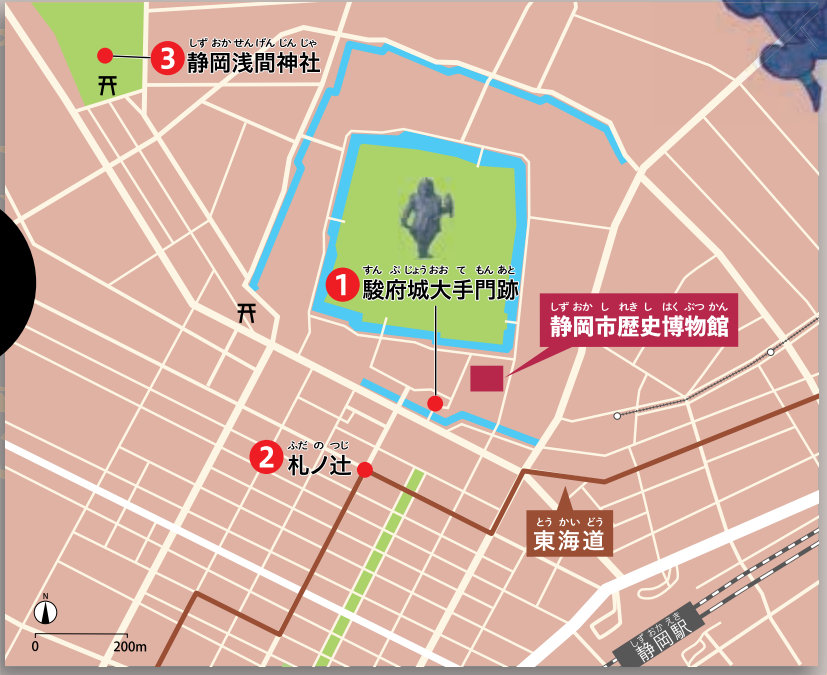 しずおかせんげんじんじゃ
3 静岡浅間神社
すんぷじょうおおてもんあと
1 駿府城大手門跡
しずおかしれきしはくぶつかん
静岡市歴史博物館
ふだのつじ
2 札ノ辻
とうかいどう
東海道
しずおかえき
静岡駅
N
0 200m